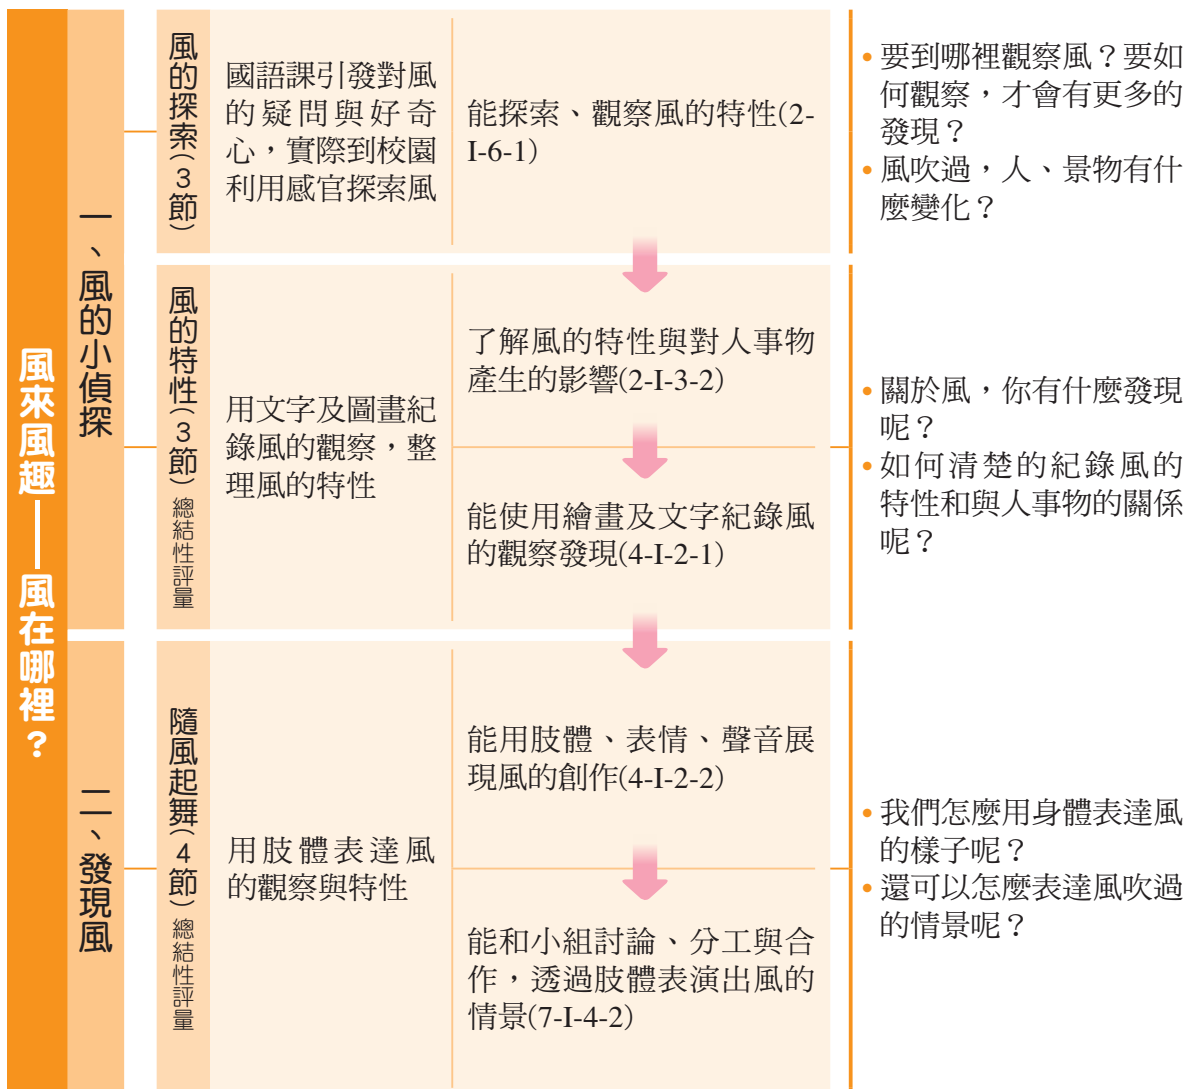 風來風趣——風在哪裡？
一、風的小偵探
風的探索(3節)
國語課引發對風
的疑問與好奇
心，實際到校園
利用感官探索風
能探索、觀察風的特性(2-
I-6-1)
• 要到哪裡觀察風？要如
何觀察，才會有更多的
發現？
• 風吹過，人、景物有什
麼變化？
風的特性(3節) 總結性評量
用文字及圖畫紀
錄風的觀察，整
理風的特性
了解風的特性與對人事物
產生的影響(2-I-3-2)
能使用繪畫及文字紀錄風
的觀察發現(4-I-2-1)
• 關於風，你有什麼發現
呢？
• 如何清楚的紀錄風的
特性和與人事物的關係
呢？
二、發現風
隨風起舞(4節) 總結性評量
用肢體表達風
的觀察與特性
能用肢體、表情、聲音展
現風的創作(4-I-2-2)
能和小組討論、分工與合
作，透過肢體表演出風的
情景(7-I-4-2)
• 我們怎麼用身體表達風
的樣子呢？
• 還可以怎麼表達風吹過
的情景呢？